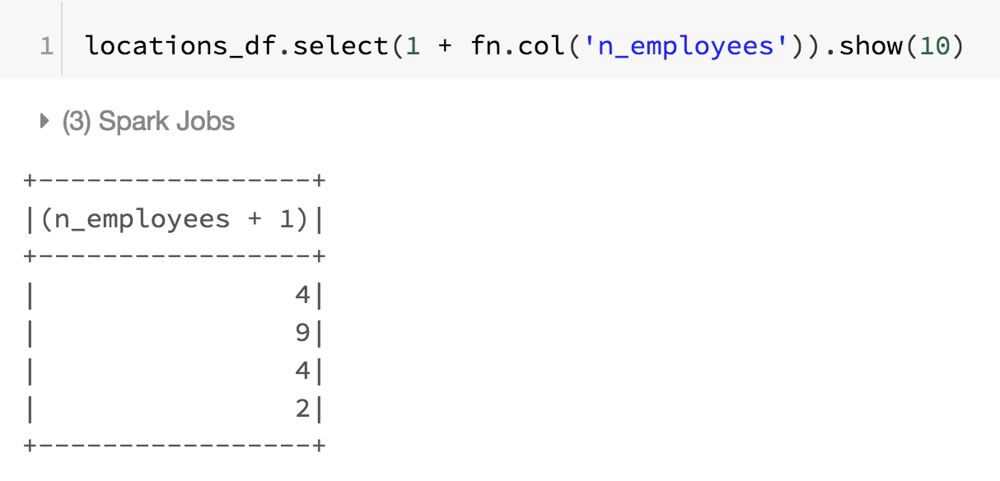 1 locations_df.select(1 + fn.col('n_employees')).show(10)
(3) Spark Jobs
+-----------------+
|(n_employees + 1)|
+-----------------+
|                4|
|                9|
|                4|
|                2|
+-----------------+